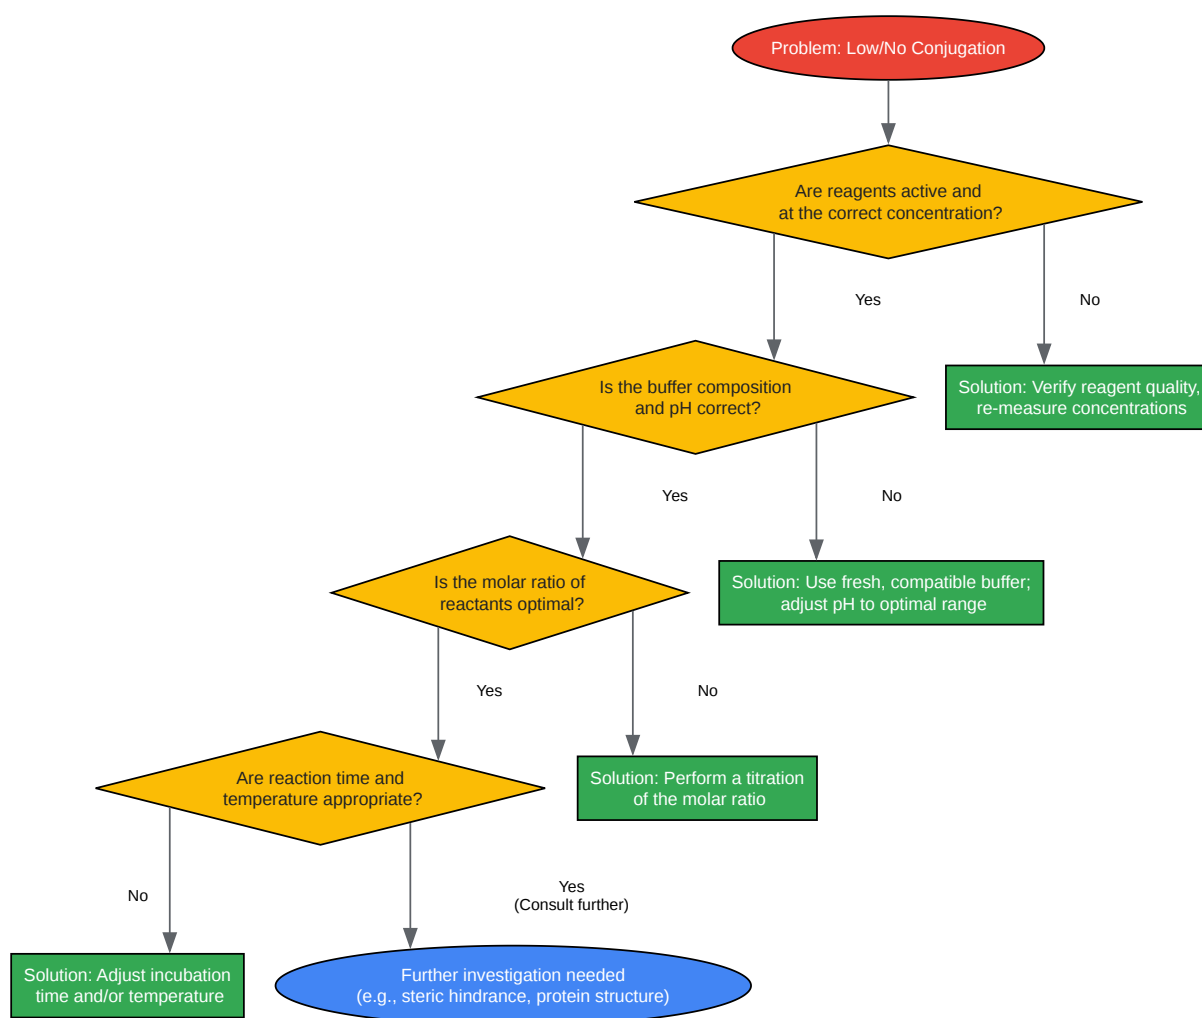 Problem: Low/No Conjugation
Are reagents active and
at the correct concentration?
Yes
No
Is the buffer composition
and pH correct?
Solution: Verify reagent quality,
re-measure concentrations
Yes
No
Is the molar ratio of
reactants optimal?
Solution: Use fresh, compatible buffer;
adjust pH to optimal range
Yes
No
Are reaction time and
temperature appropriate?
Solution: Perform a titration
of the molar ratio
No
Yes
(Consult further)
Solution: Adjust incubation
time and/or temperature
Further investigation needed
(e.g., steric hindrance, protein structure)